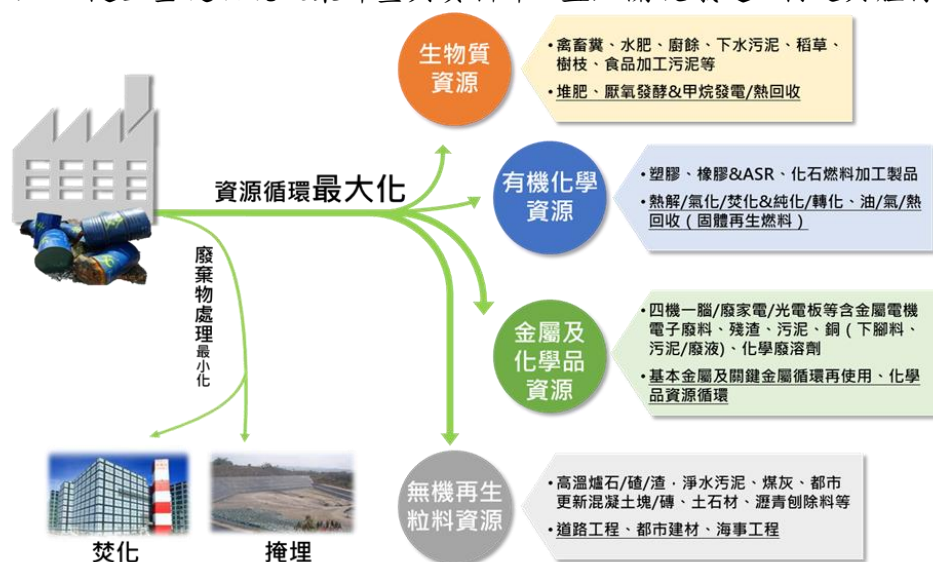 生物質
資源
•禽畜糞、水肥、廚餘、下水污泥、稻草、
樹枝、食品加工污泥等
•堆肥、厭氧發酵&甲烷發電/熱回收
資源循環最大化
有機化學
資源
•塑膠、橡膠&ASR、化石燃料加工製品
•熱解/氣化/焚化&純化/轉化、油/氣/熱
回收(固體再生燃料)
廢棄物處理最小化
金屬及
化學品
資源
•四機一腦/廢家電/光電板等含金屬電機
電子廢料、殘渣、污泥、銅(下腳料、
污泥/廢液)、化學廢溶劑
•基本金屬及關鍵金屬循環再使用、化學
品資源循環
無機再生
粒料資源
•高溫爐石/碴/渣,淨水污泥、煤灰、都市
更新混凝土塊/磚、土石材、瀝青刨除料等
•道路工程、都市建材、海事工程
焚化
掩埋